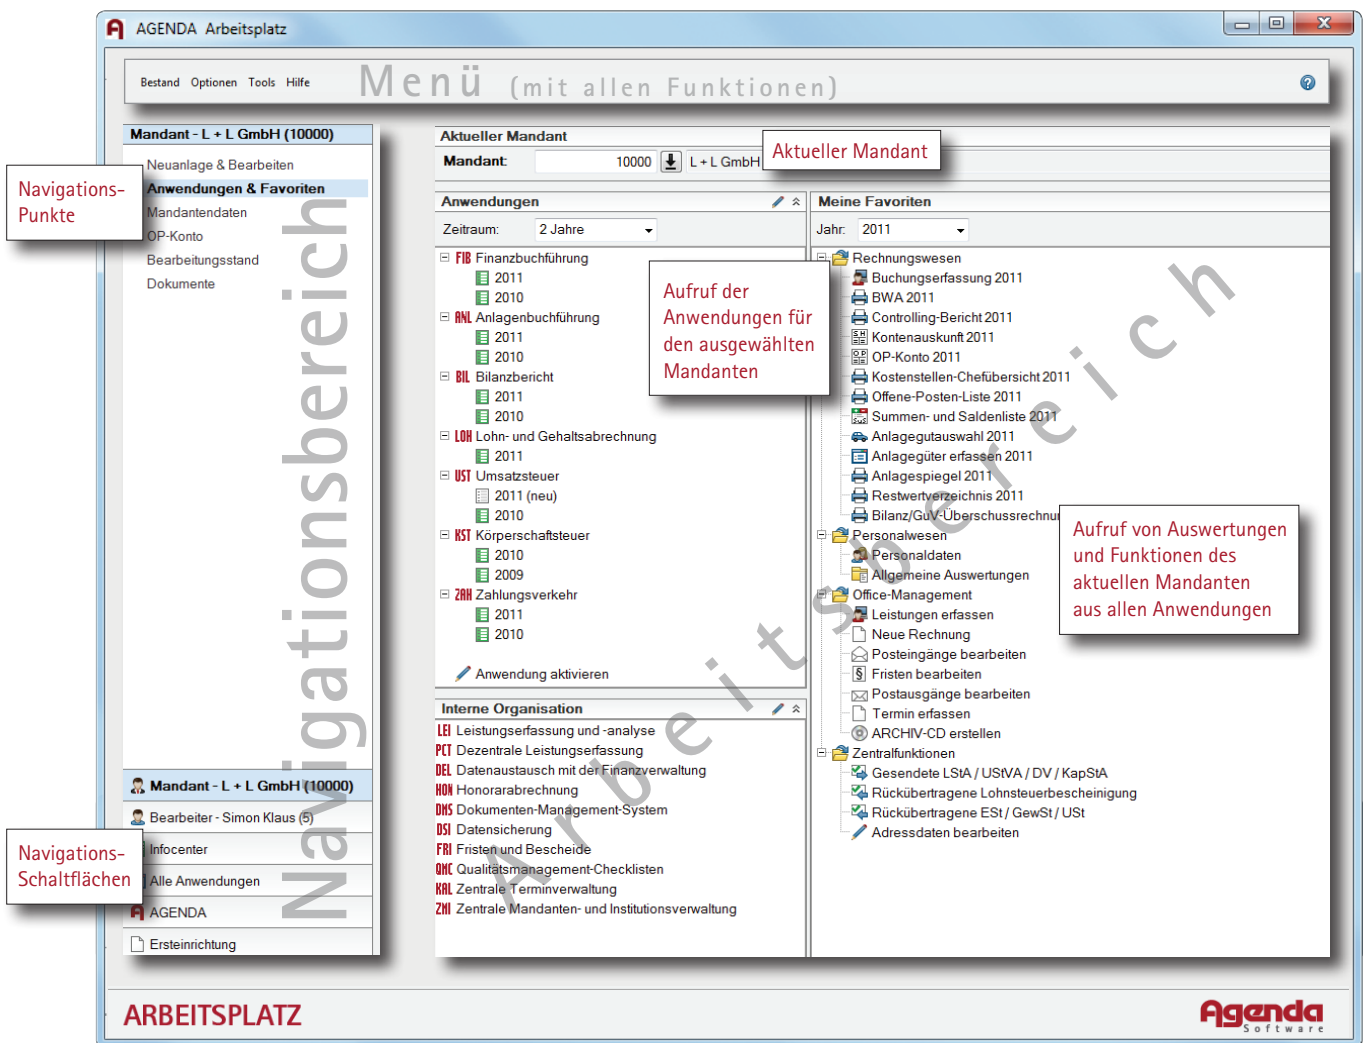 AGENDA Arbeitsplatz
Bestand Optionen Tools Hilfe
Menü (mit allen Funktionen)
Mandant - L + L GmbH (10000)
Neuanlage & Bearbeiten
Anwendungen & Favoriten
Mandantendaten
OP-Konto
Bearbeitungsstand
Dokumente
Navigations-
Punkte
Navigationsbereich
Mandant - L + L GmbH (10000)
Bearbeiter - Simon Klaus (5)
Infocenter
Alle Anwendungen
AGENDA
Ersteinrichtung
Navigations-
Schaltflächen
Aktueller Mandant
Mandant: 10000 L + L GmbH
Aktueller Mandant
Anwendungen
Zeitraum: 2 Jahre
FIB Finanzbuchführung
2011
2010
ANL Anlagenbuchführung
2011
2010
BIL Bilanzbericht
2011
2010
LOH Lohn- und Gehaltsabrechnung
2011
UST Umsatzsteuer
2011 (neu)
2010
KST Körperschaftsteuer
2010
2009
ZAH Zahlungsverkehr
2011
2010
Anwendung aktivieren
Aufruf der
Anwendungen für
den ausgewählten
Mandanten
Interne Organisation
LEI Leistungserfassung und -analyse
PCT Dezentrale Leistungserfassung
DEL Datenaustausch mit der Finanzverwaltung
HON Honorarabrechnung
DMS Dokumenten-Management-System
DSI Datensicherung
FRI Fristen und Bescheide
QMC Qualitätsmanagement-Checklisten
KAL Zentrale Terminverwaltung
ZMI Zentrale Mandanten- und Institutionsverwaltung
Meine Favoriten
Jahr: 2011
Rechnungswesen
Buchungserfassung 2011
BWA 2011
Controlling-Bericht 2011
Kontenauskunft 2011
OP-Konto 2011
Kostenstellen-Chefübersicht 2011
Offene-Posten-Liste 2011
Summen- und Saldenliste 2011
Anlagegutauswahl 2011
Anlagegüter erfassen 2011
Anlagespiegel 2011
Restwertverzeichnis 2011
Bilanz/GuV-Überschussrechnu
Personalwesen
Personaldaten
Allgemeine Auswertungen
Office-Management
Leistungen erfassen
Neue Rechnung
Posteingänge bearbeiten
Fristen bearbeiten
Postausgänge bearbeiten
Termin erfassen
ARCHIV-CD erstellen
Zentralfunktionen
Gesendete LStA / UStVA / DV / KapStA
Rückübertragene Lohnsteuerbescheinigung
Rückübertragene ESt / GewSt / USt
Adressdaten bearbeiten
Aufruf von Auswertungen
und Funktionen des
aktuellen Mandanten
aus allen Anwendungen
Arbeitsbereich
ARBEITSPLATZ
Agenda
Software